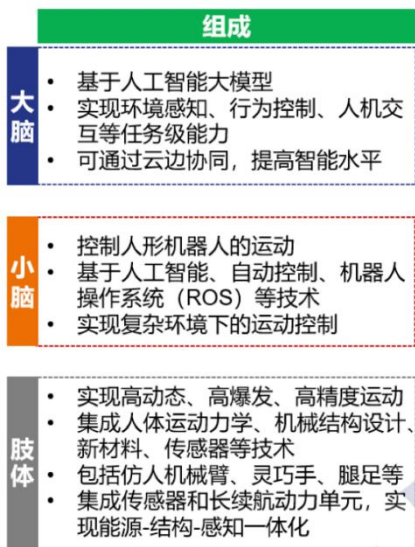 组成
大脑
• 基于人工智能大模型
• 实现环境感知、行为控制、人机交
互等任务级能力
• 可通过云边协同，提高智能水平
小脑
• 控制人形机器人的运动
• 基于人工智能、自动控制、机器人
操作系统（ROS）等技术
• 实现复杂环境下的运动控制
肢体
• 实现高动态、高爆发、高精度运动
• 集成人体运动力学、机械结构设计、
新材料、传感器等技术
• 包括仿人机械臂、灵巧手、腿足等
• 集成传感器和长续航动力单元，实
现能源-结构-感知一体化